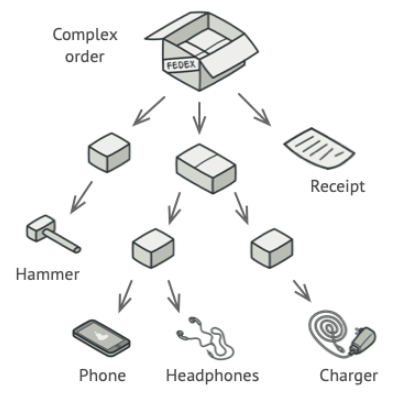 Complex
order
FEDEX
Receipt
Hammer
Phone
Headphones
Charger